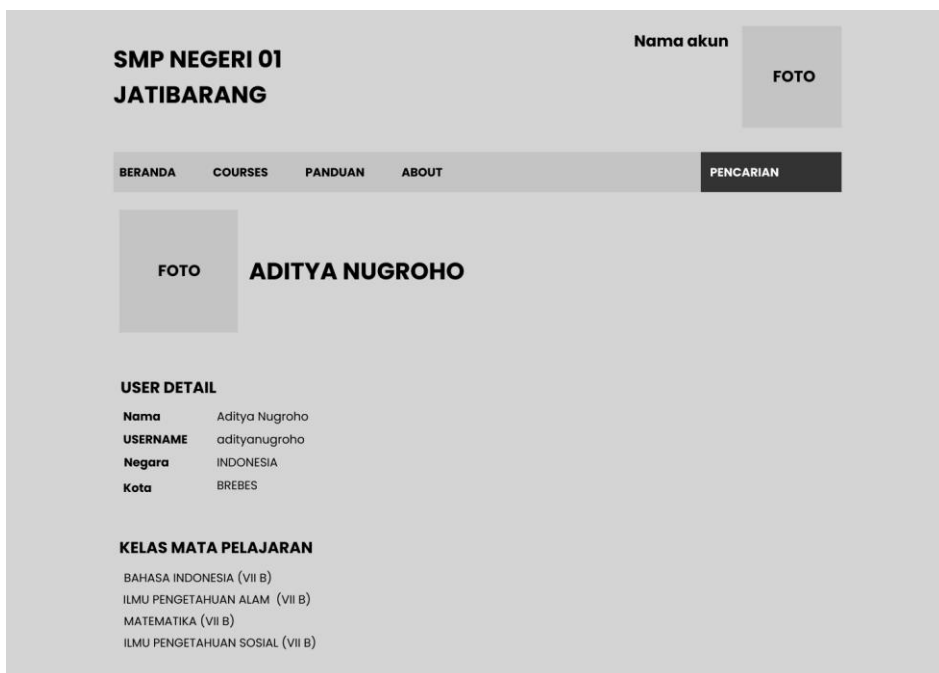 SMP NEGERI 01
JATIBARANG
Nama akun
FOTO
BERANDA COURSES PANDUAN ABOUT PENCARIAN
FOTO
ADITYA NUGROHO
USER DETAIL
Nama Aditya Nugroho
USERNAME adityanugroho
Negara INDONESIA
Kota BREBES
KELAS MATA PELAJARAN
BAHASA INDONESIA (VII B)
ILMU PENGETAHUAN ALAM (VII B)
MATEMATIKA (VII B)
ILMU PENGETAHUAN SOSIAL (VII B)